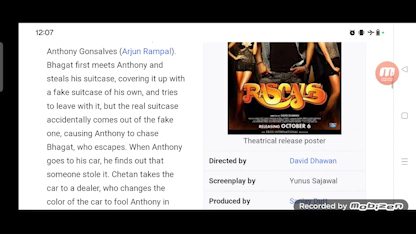 12:07
Anthony Gonsalves (Arjun Rampal).
Bhagat first meets Anthony and
steals his suitcase, covering it up with
a fake suitcase of his own, and tries
to leave with it, but the real suitcase
accidentally comes out of the fake
one, causing Anthony to chase
Bhagat, who escapes. When Anthony
goes to his car, he finds out that
someone stole it. Chetan takes the
car to a dealer, who changes the
color of the car to fool Anthony in
RASCALS
RELEASING OCTOBER 6
Theatrical release poster
Directed by David Dhawan
Screenplay by Yunus Sajawal
Produced by Sanjay Dutt
Recorded by Mobizen